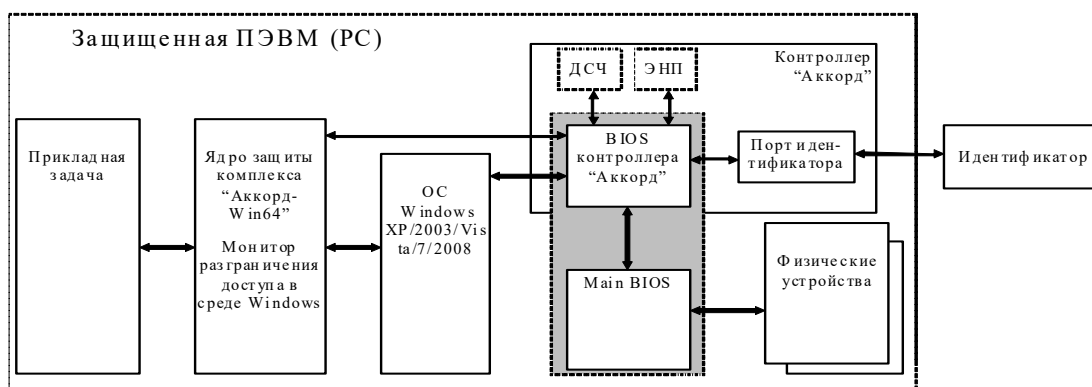 Защищенная ПЭВМ (РС)
Контроллер
“Аккорд”
ДСЧ
ЭНП
Прикладная
задача
Ядро защиты
комплекса
“Аккорд-
Win64”
Монитор
разграничения
доступа в
среде Windows
ОС
Windows
XP/2003/Vis
ta/7/2008
BIOS
контроллера
“Аккорд”
Main BIOS
Порт иден-
тификатора
Идентификатор
Физические
устройства